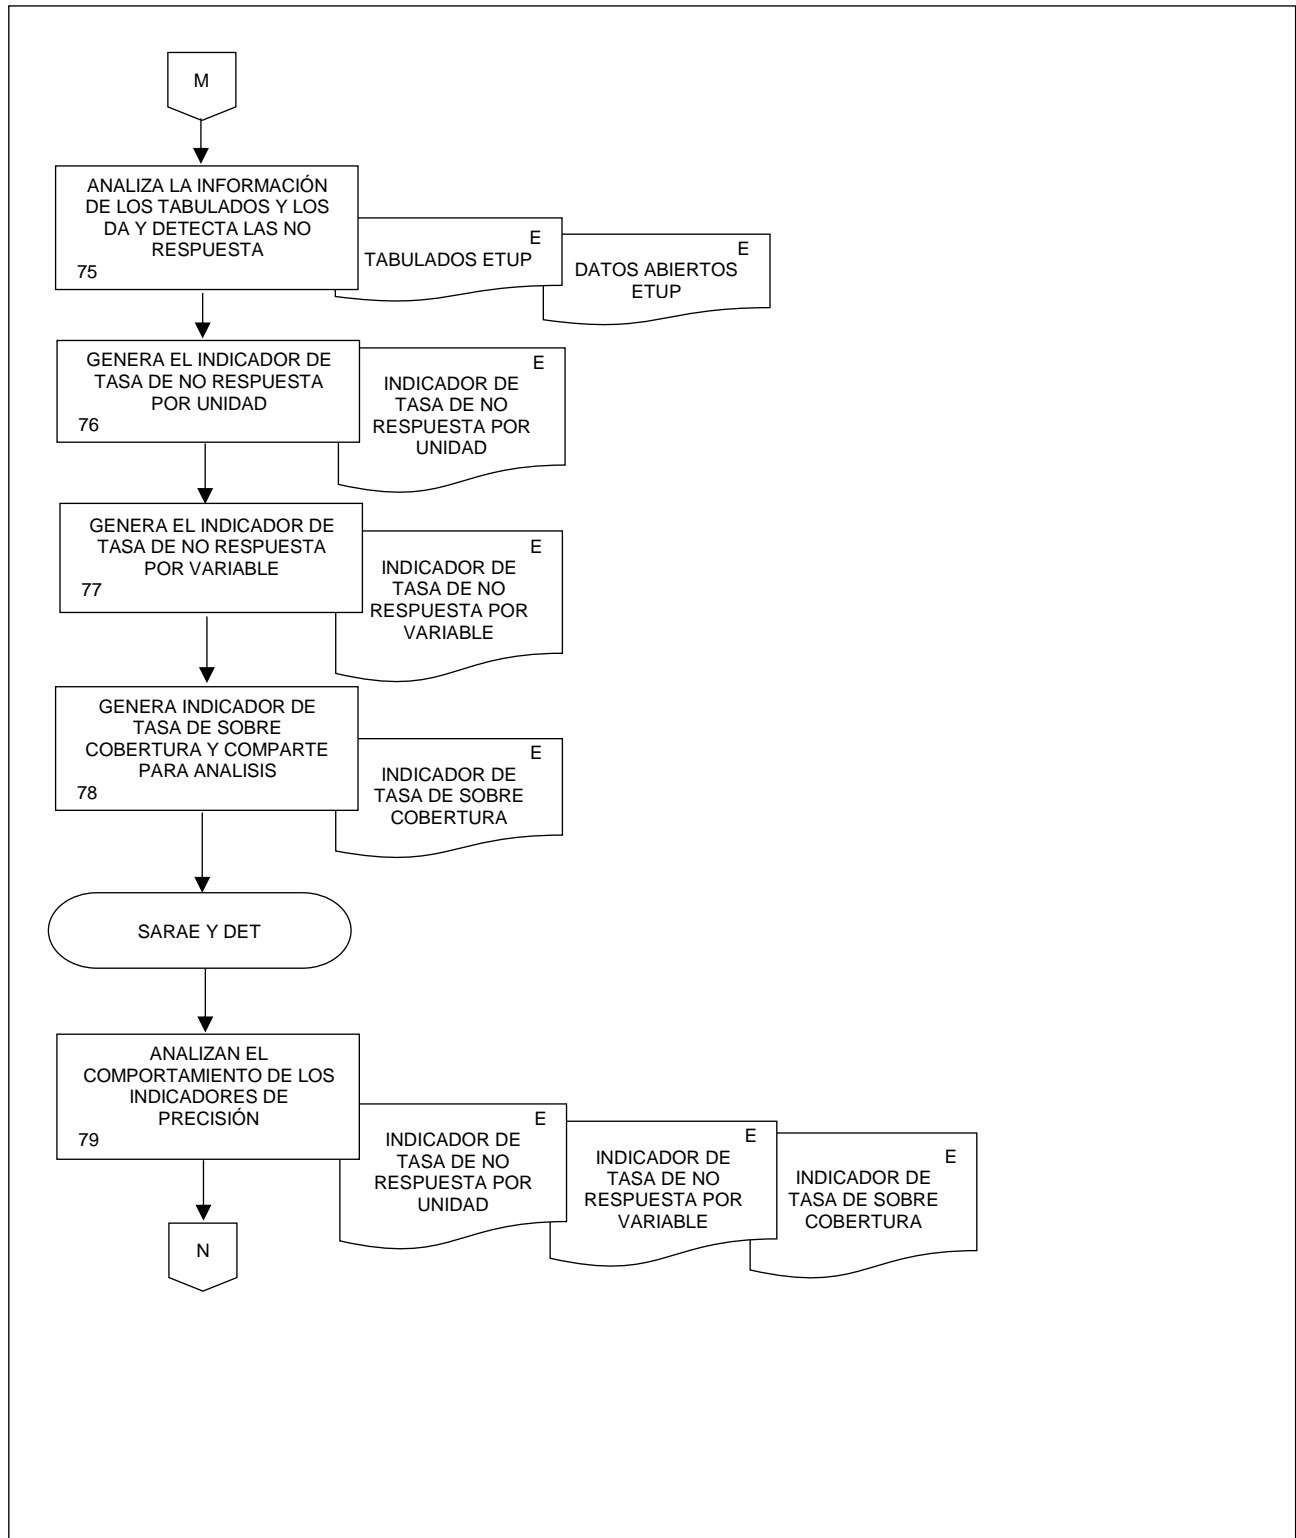 M
ANALIZA LA INFORMACIÓN
DE LOS TABULADOS Y LOS
DA Y DETECTA LAS NO
RESPUESTA
75
E
TABULADOS ETUP
E
DATOS ABIERTOS
ETUP
GENERA EL INDICADOR DE
TASA DE NO RESPUESTA
POR UNIDAD
76
E
INDICADOR DE
TASA DE NO
RESPUESTA POR
UNIDAD
GENERA EL INDICADOR DE
TASA DE NO RESPUESTA
POR VARIABLE
77
E
INDICADOR DE
TASA DE NO
RESPUESTA POR
VARIABLE
GENERA INDICADOR DE
TASA DE SOBRE
COBERTURA Y COMPARTE
PARA ANALISIS
78
E
INDICADOR DE
TASA DE SOBRE
COBERTURA
SARAE Y DET
ANALIZAN EL
COMPORTAMIENTO DE LOS
INDICADORES DE
PRECISIÓN
79
E
INDICADOR DE
TASA DE NO
RESPUESTA POR
UNIDAD
E
INDICADOR DE
TASA DE NO
RESPUESTA POR
VARIABLE
E
INDICADOR DE
TASA DE SOBRE
COBERTURA
N